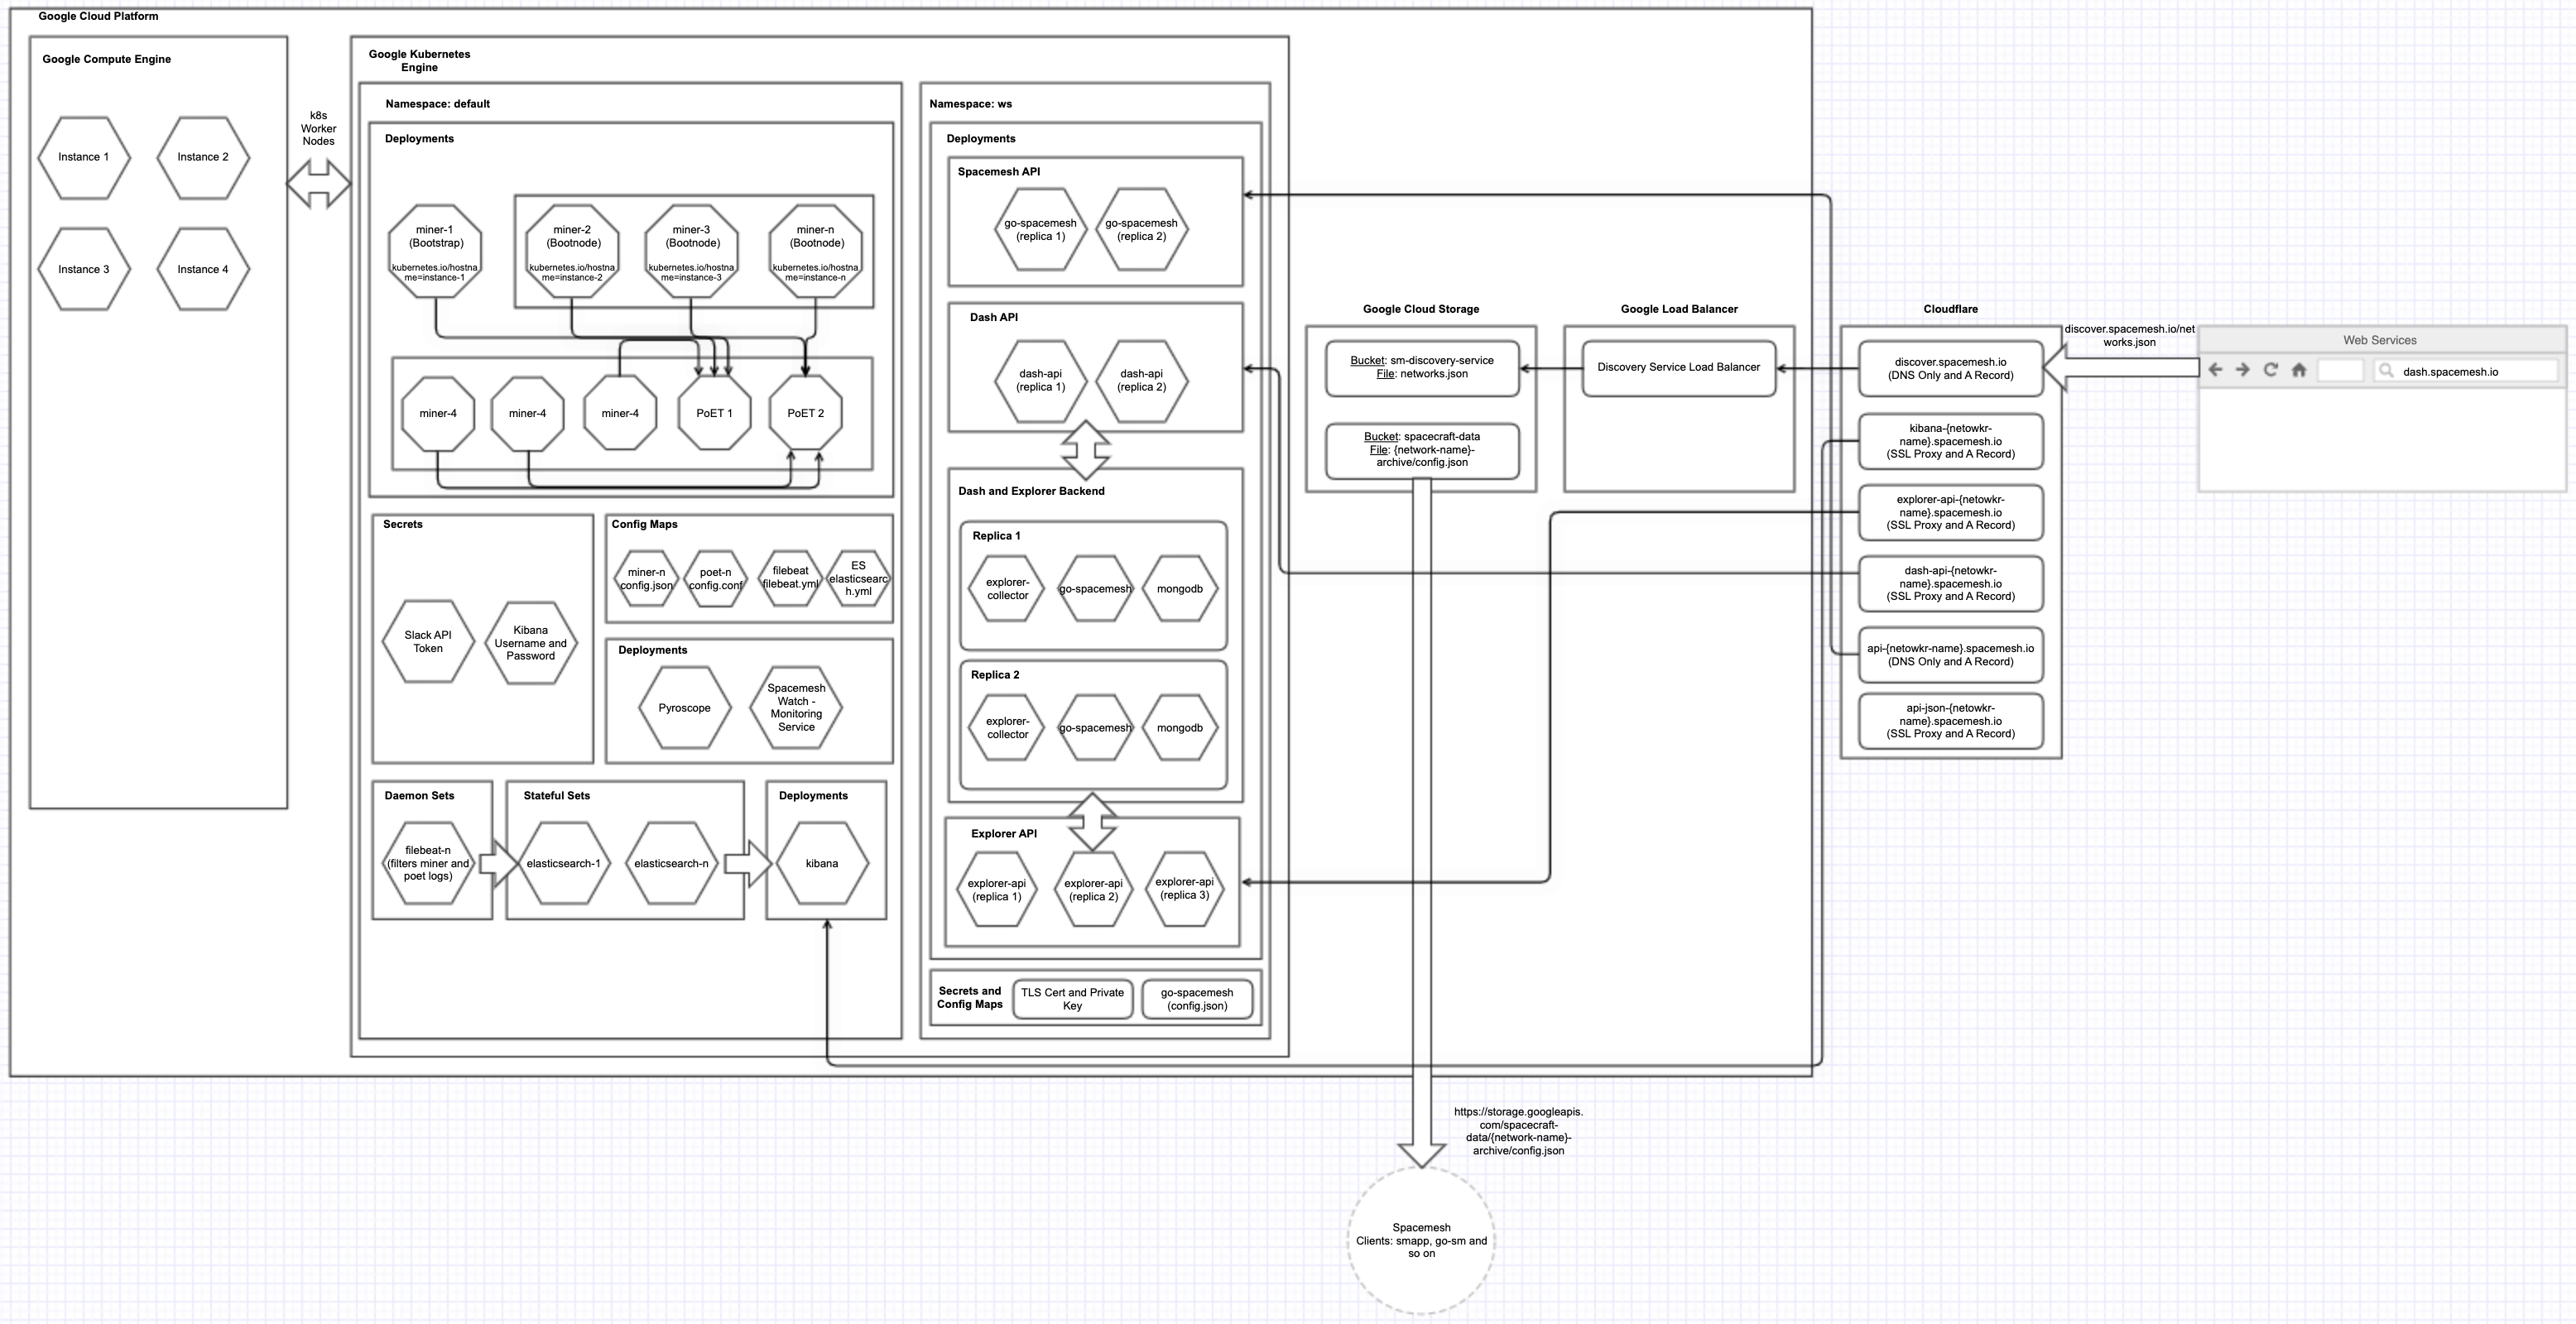 Google Cloud Platform
Google Compute Engine
Instance 1
Instance 2
Instance 3
Instance 4
k8s
Worker
Nodes
Google Kubernetes
Engine
Namespace: default
Deployments
miner-1
(Bootstrap)
kubernetes.io/hostna
me=instance-1
miner-2
(Bootnode)
kubernetes.io/hostna
me=instance-2
miner-3
(Bootnode)
kubernetes.io/hostna
me=instance-3
miner-n
(Bootnode)
kubernetes.io/hostna
me=instance-n
miner-4
miner-4
miner-4
PoET 1
PoET 2
Secrets
Slack API
Token
Kibana
Username and
Password
Config Maps
miner-n
config.json
poet-n
config.conf
filebeat
filebeat.yml
ES
elasticsearc
h.yml
Deployments
Pyroscope
Spacemesh
Watch -
Monitoring
Service
Daemon Sets
filebeat-n
(filters miner and
poet logs)
Stateful Sets
elasticsearch-1
elasticsearch-n
Deployments
kibana
Namespace: ws
Deployments
Spacemesh API
go-spacemesh
(replica 1)
go-spacemesh
(replica 2)
Dash API
dash-api
(replica 1)
dash-api
(replica 2)
Dash and Explorer Backend
Replica 1
explorer-
collector
go-spacemesh
mongodb
Replica 2
explorer-
collector
go-spacemesh
mongodb
Explorer API
explorer-api
(replica 1)
explorer-api
(replica 2)
explorer-api
(replica 3)
Secrets and
Config Maps
TLS Cert and Private
Key
go-spacemesh
(config.json)
Google Cloud Storage
Bucket: sm-discovery-service
File: networks.json
Bucket: spacecraft-data
File: {network-name}-
archive/config.json
Google Load Balancer
Discovery Service Load Balancer
Cloudflare
discover.spacemesh.io
(DNS Only and A Record)
kibana-{netowkr-
name}.spacemesh.io
(SSL Proxy and A Record)
explorer-api-{netowkr-
name}.spacemesh.io
(SSL Proxy and A Record)
dash-api-{netowkr-
name}.spacemesh.io
(SSL Proxy and A Record)
api-{netowkr-name}.spacemesh.io
(DNS Only and A Record)
api-json-{netowkr-
name}.spacemesh.io
(SSL Proxy and A Record)
discover.spacemesh.io/net
works.json
Web Services
dash.spacemesh.io
https://storage.googleapis.
com/spacecraft-
data/{network-name}-
archive/config.json
Spacemesh
Clients: smapp, go-sm and
so on